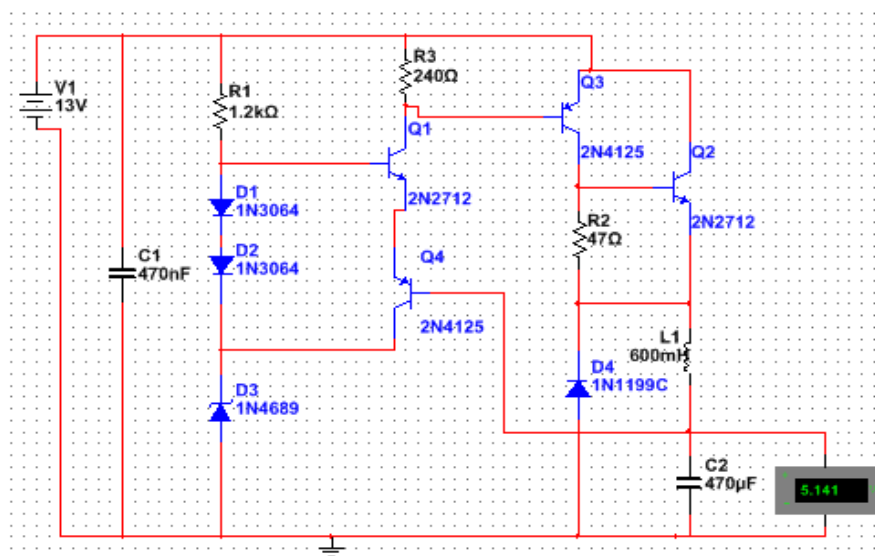 V1
13V
C1
470nF
R1
1.2kΩ
D1
1N3064
D2
1N3064
D3
1N4689
R3
240Ω
Q1
2N2712
Q4
2N4125
Q3
2N4125
Q2
2N2712
R2
47Ω
D4
1N1199C
L1
600mH
C2
470µF
5.141